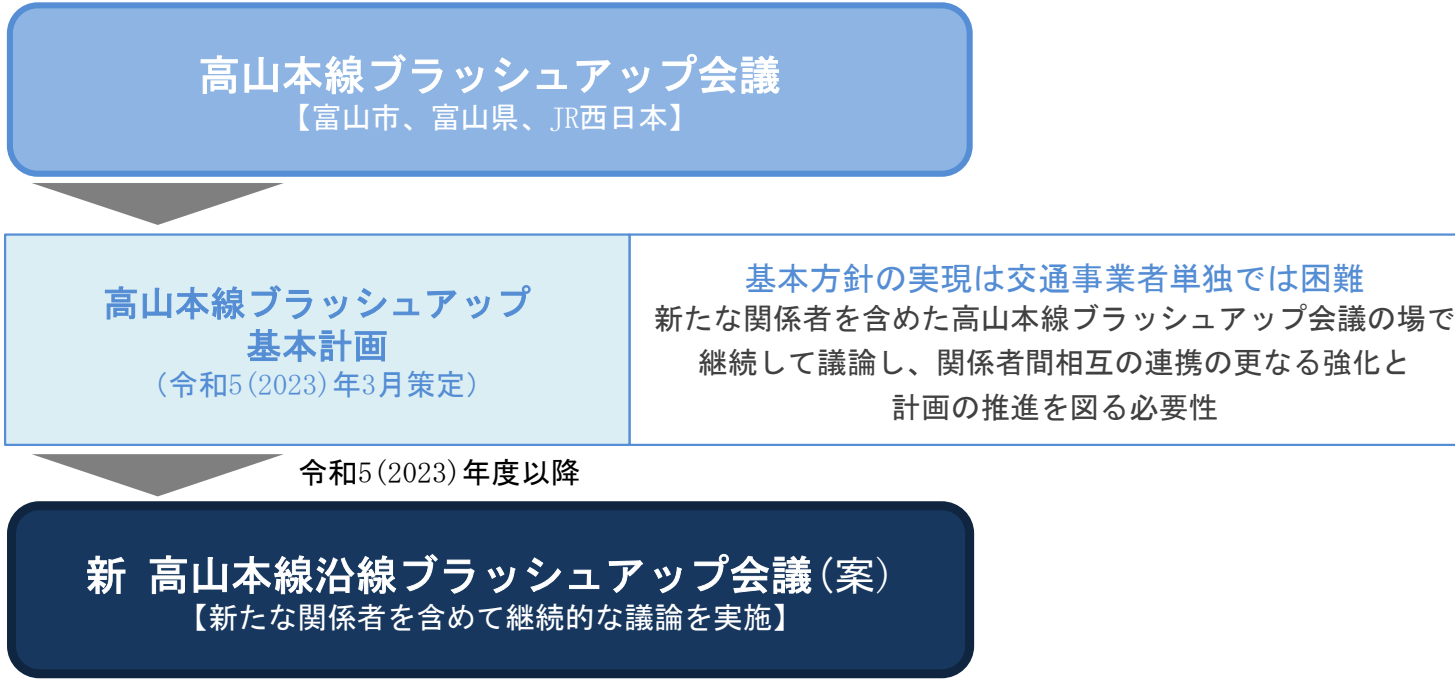 高山本線ブラッシュアップ会議
【富山市、富山県、JR西日本】
高山本線ブラッシュアップ
基本計画
(令和5(2023)年3月策定)
基本方針の実現は交通事業者単独では困難
新たな関係者を含めた高山本線ブラッシュアップ会議の場で
継続して議論し、関係者間相互の連携の更なる強化と
計画の推進を図る必要性
令和5(2023)年度以降
新 高山本線沿線ブラッシュアップ会議(案)
【新たな関係者を含めて継続的な議論を実施】